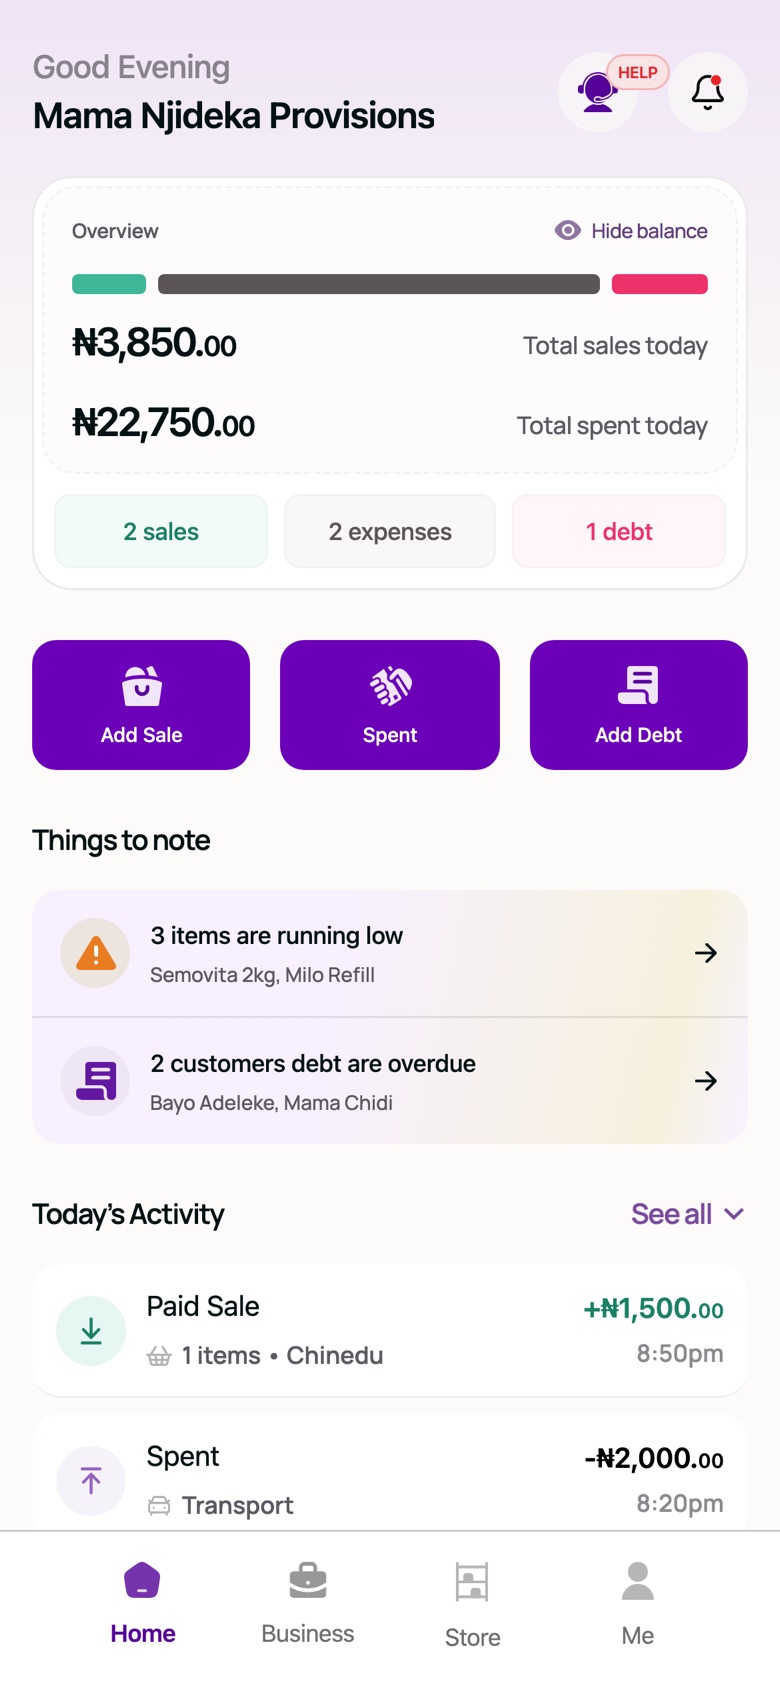 Good Evening
Mama Njideka Provisions
HELP
Overview
Hide balance
₦3,850.00
Total sales today
₦22,750.00
Total spent today
2 sales
2 expenses
1 debt
Add Sale
Spent
Add Debt
Things to note
3 items are running low
Semovita 2kg, Milo Refill
2 customers debt are overdue
Bayo Adeleke, Mama Chidi
Today's Activity
See all
Paid Sale
+₦1,500.00
1 items • Chinedu
8:50pm
Spent
-₦2,000.00
Transport
8:20pm
Home
Business
Store
Me